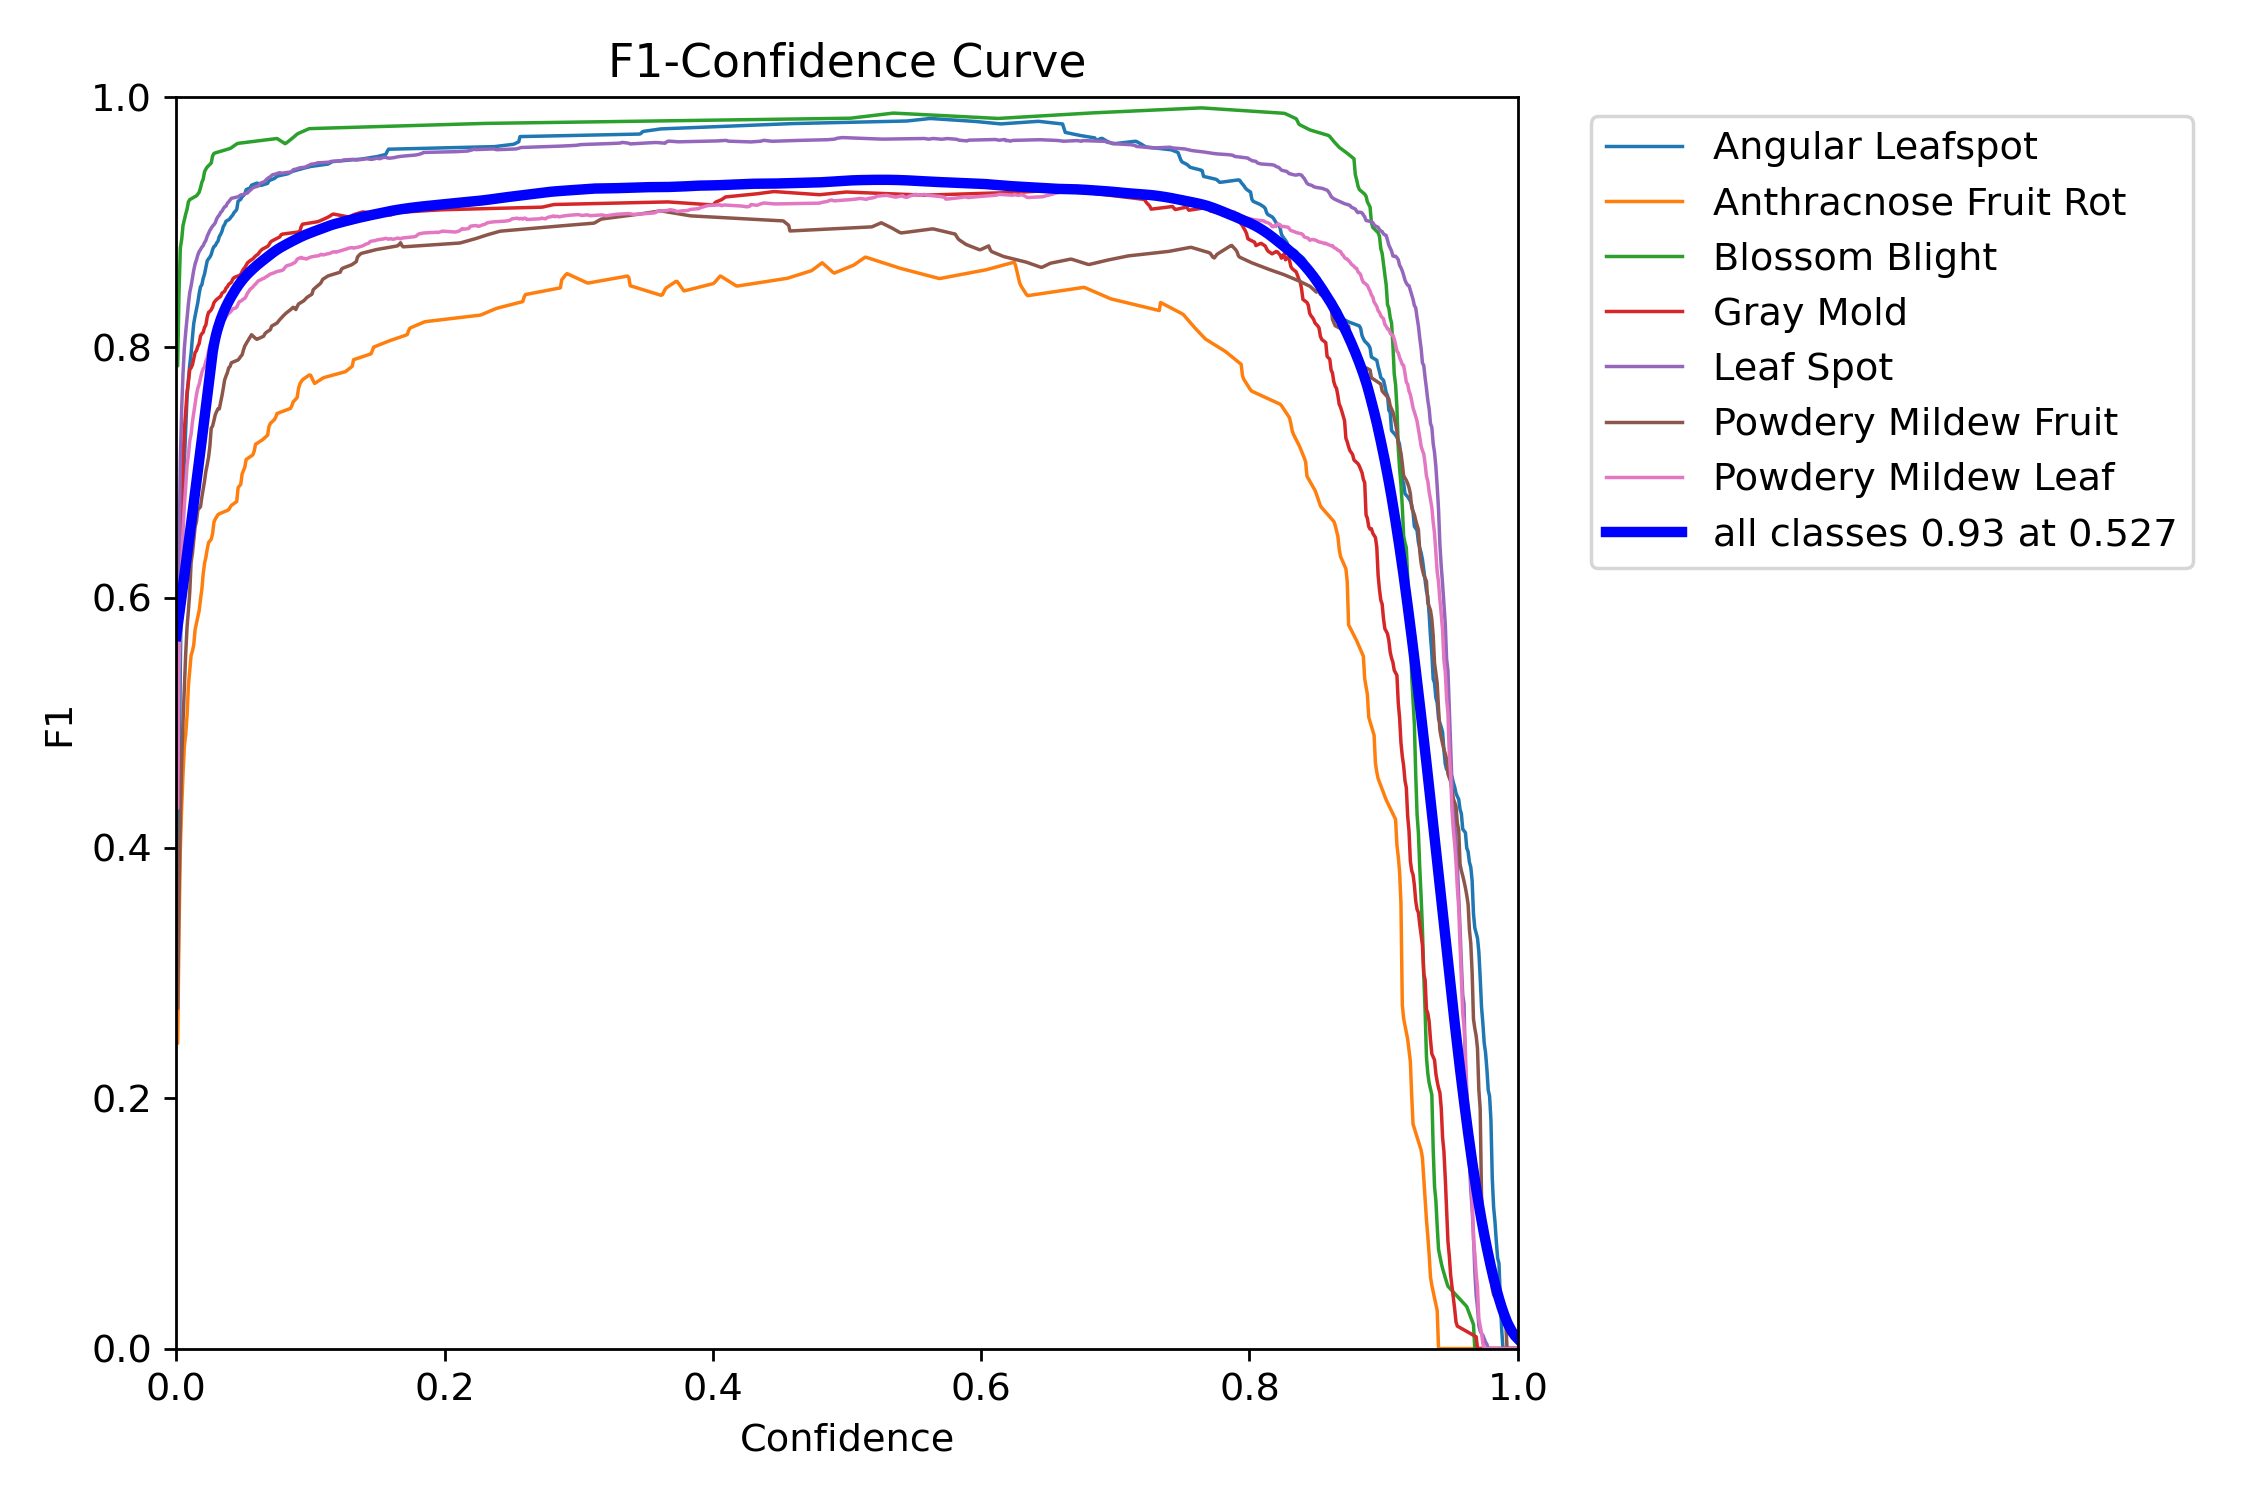 F1-Confidence Curve
1.0
0.8
0.6
0.4
0.2
0.0
F1
0.0 0.2 0.4 0.6 0.8 1.0
Confidence
Angular Leafspot
Anthracnose Fruit Rot
Blossom Blight
Gray Mold
Leaf Spot
Powdery Mildew Fruit
Powdery Mildew Leaf
all classes 0.93 at 0.527